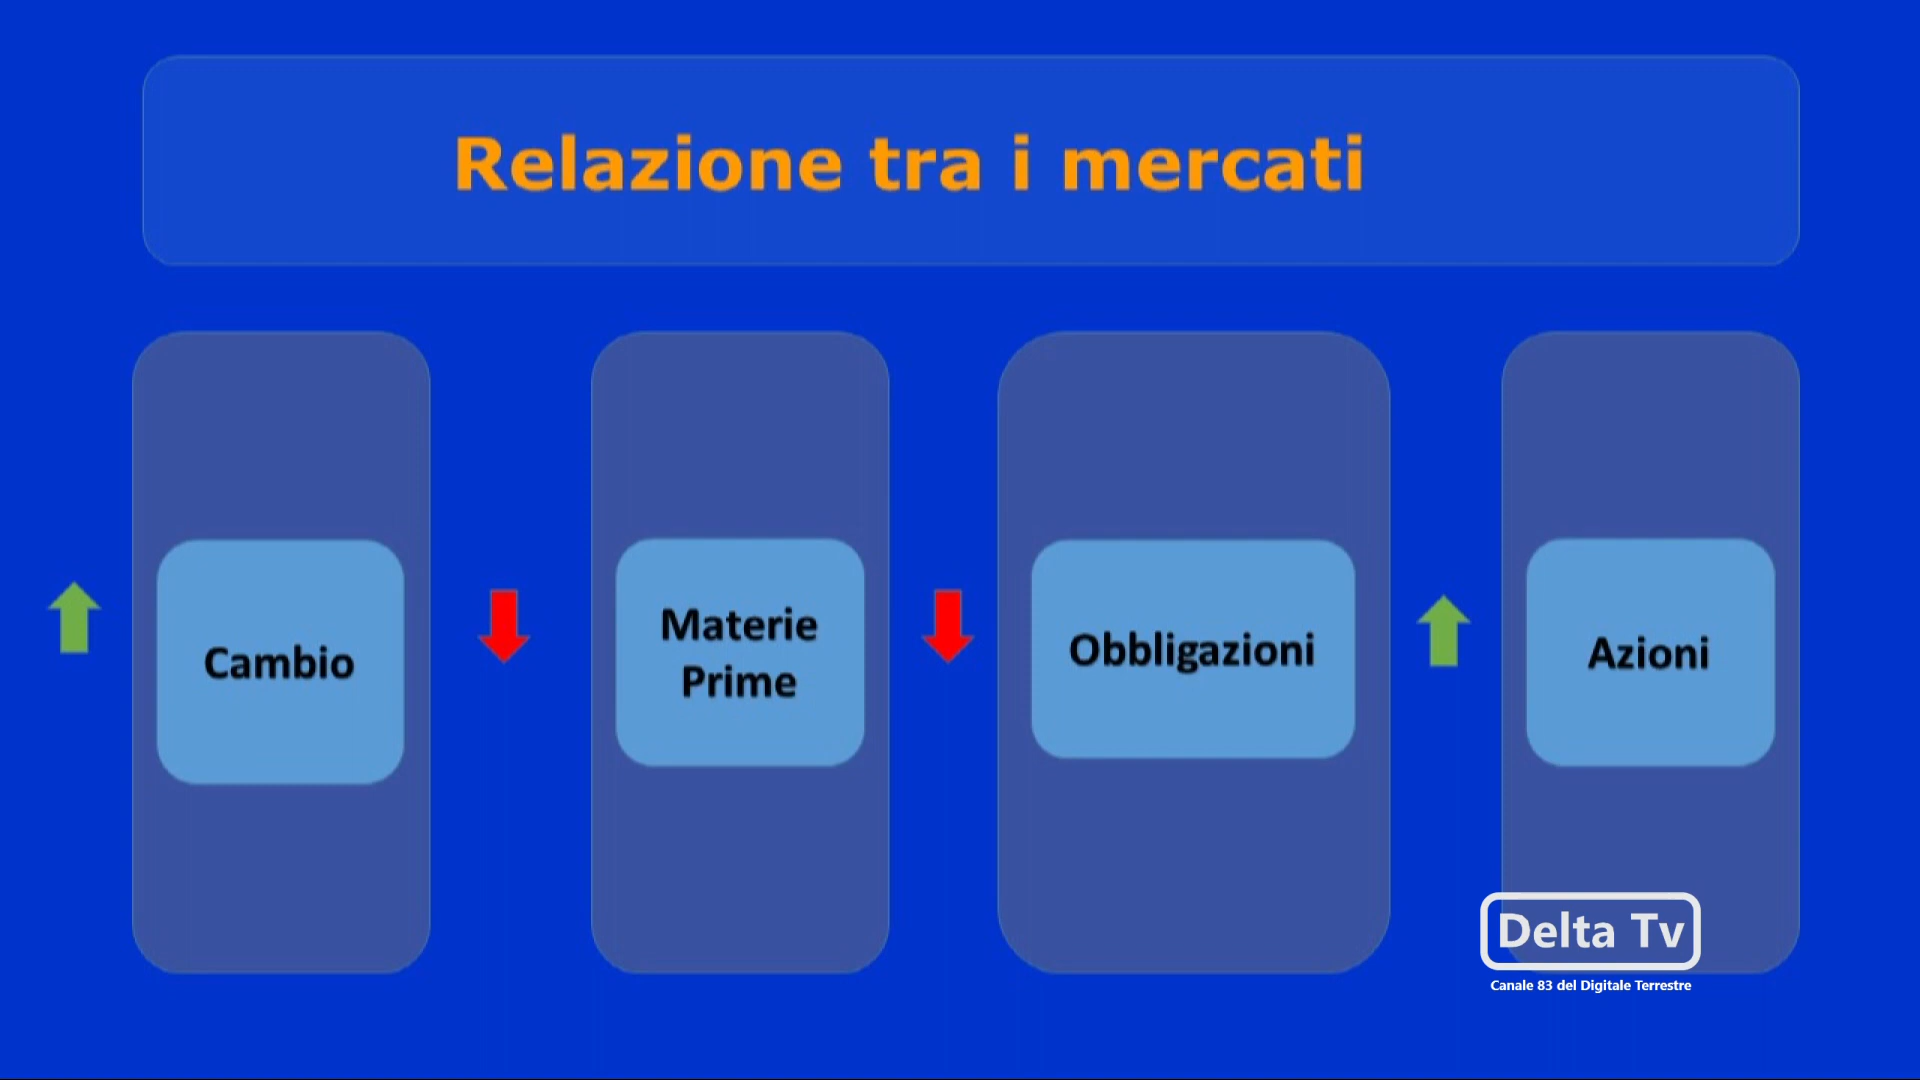 Relazione tra i mercati
Cambio
Materie
Prime
Obbligazioni
Azioni
Delta Tv
Canale 83 del Digitale Terrestre